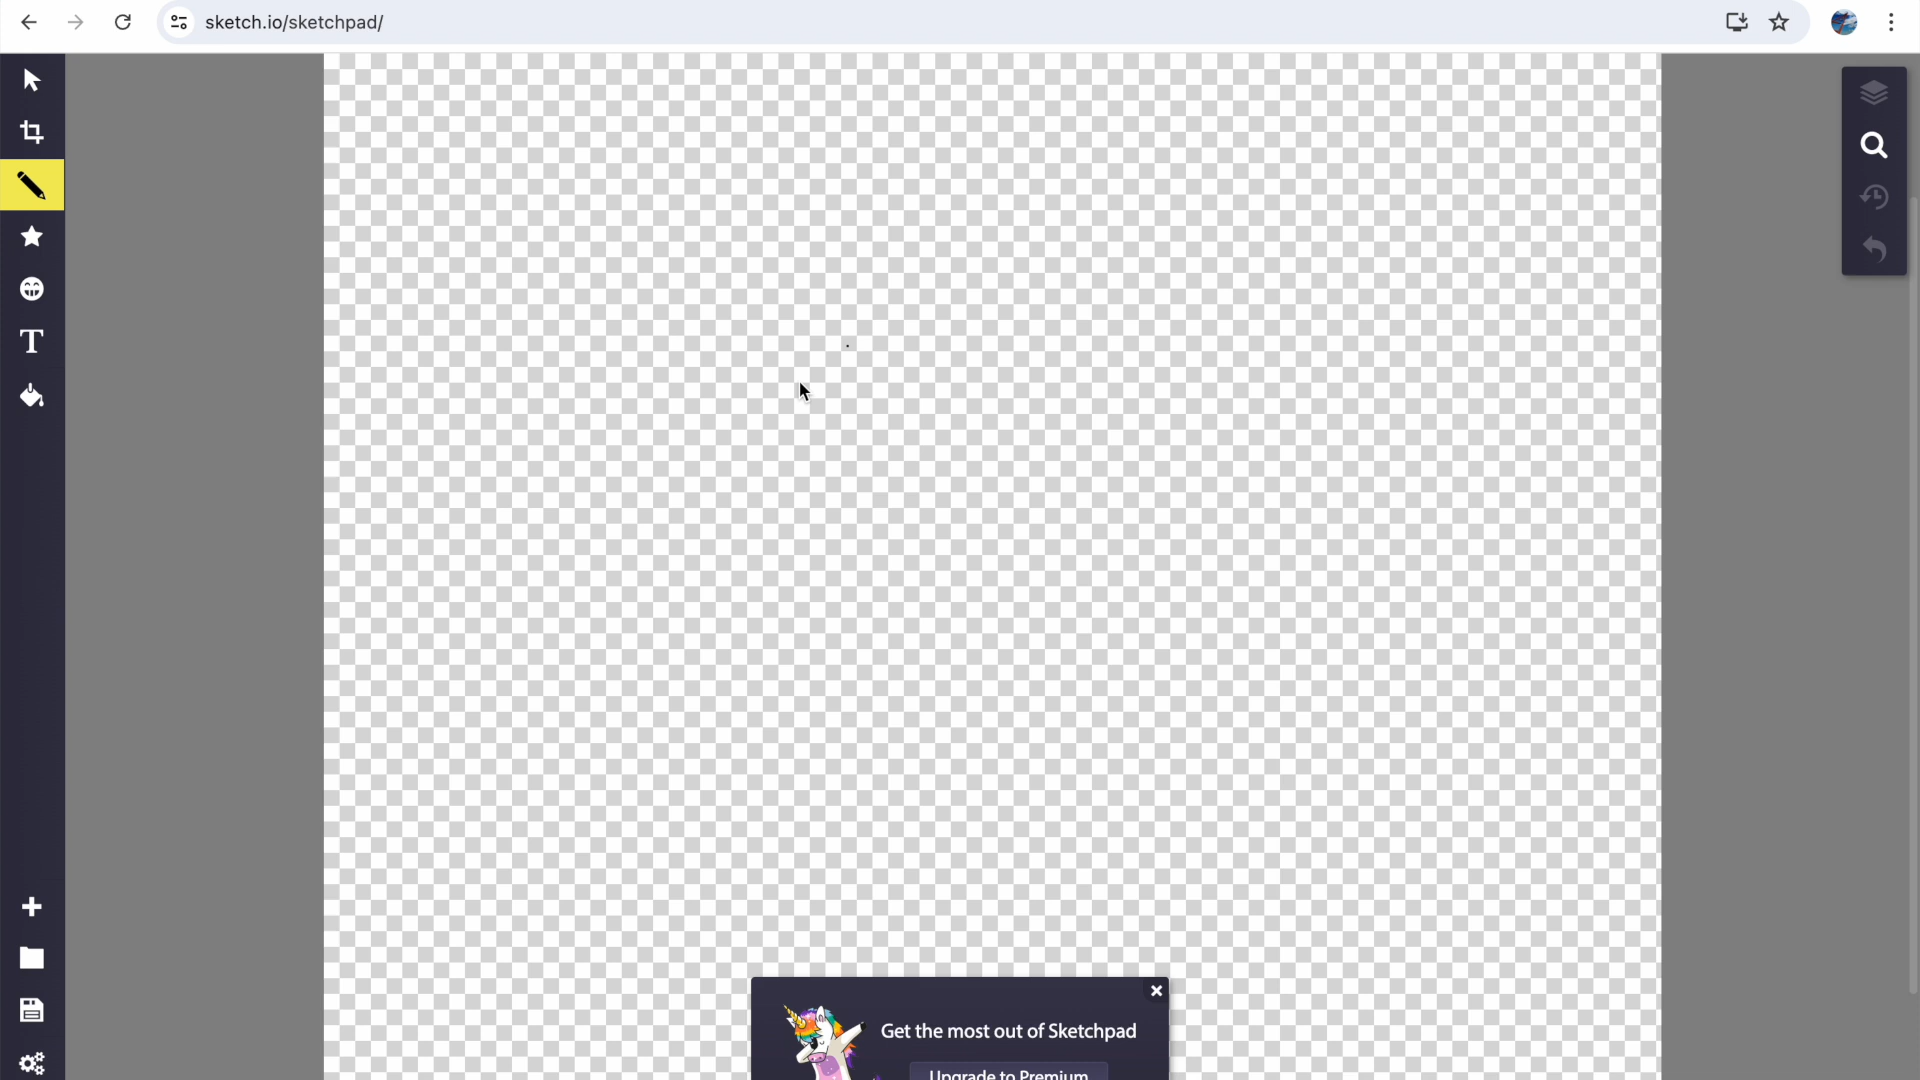 sketch.io/sketchpad/
T
Get the most out of Sketchpad
Upgrade to Premium